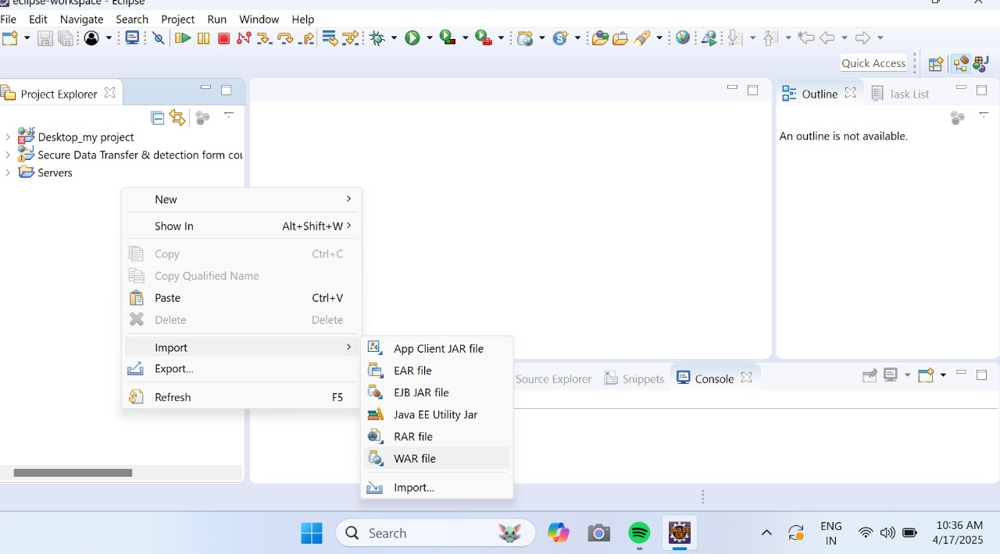 eclipse-workspace - Eclipse
File Edit Navigate Search Project Run Window Help
Quick Access
Project Explorer
Outline Task List
An outline is not available.
Desktop_my project
Secure Data Transfer & detection form cou
Servers
New
Show In Alt+Shift+W
Copy Ctrl+C
Copy Qualified Name
Paste Ctrl+V
Delete Delete
Import
Export...
Refresh F5
App Client JAR file
EAR file
EJB JAR file
Java EE Utility Jar
RAR file
WAR file
Import...
Source Explorer Snippets Console
Search
Java EE
IDE
ENG
IN
10:36 AM
4/17/2025